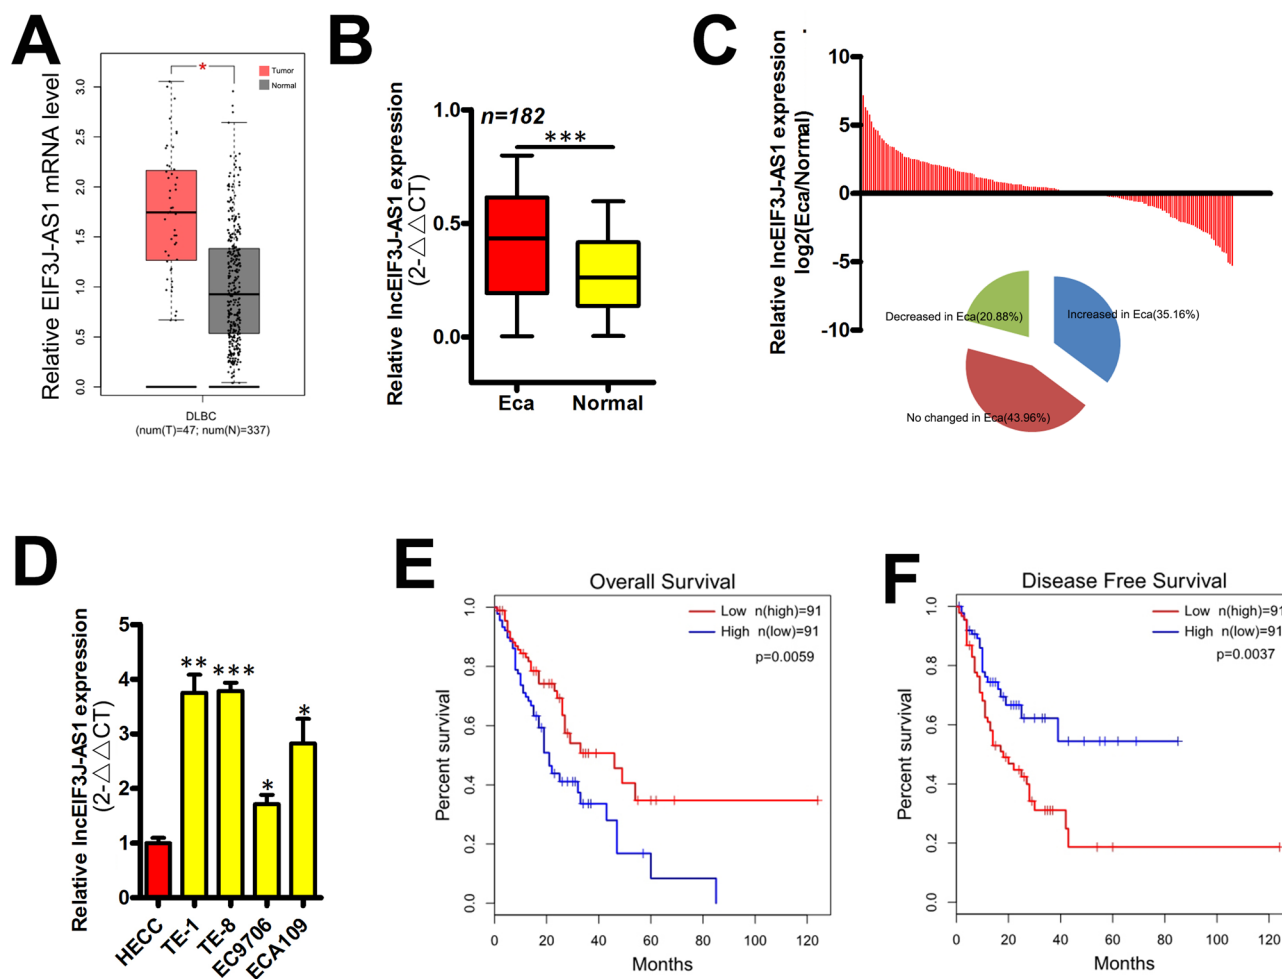 A
Relative EIF3J-AS1 mRNA level
3.0
2.5
2.0
1.5
1.0
0.5
0.0
*
Tumor
Normal
DLBC
(num(T)=47; num(N)=337)
B
Relative lncEIF3J-AS1 expression
(2-△△CT)
1.0
0.5
0.0
n=182
***
Eca
Normal
C
Relative lncEIF3J-AS1 expression
log2(Eca/Normal)
10
5
0
-5
-10
Decreased in Eca(20.88%)
Increased in Eca(35.16%)
No changed in Eca(43.96%)
D
Relative lncEIF3J-AS1 expression
(2-△△CT)
5
4
3
2
1
0
**
***
*
*
HECC
TE-1
TE-8
EC9706
ECA109
E
Overall Survival
Low n(high)=91
High n(low)=91
p=0.0059
Percent survival
1.0
0.8
0.6
0.4
0.2
0.0
0 20 40 60 80 100 120
Months
F
Disease Free Survival
Low n(high)=91
High n(low)=91
p=0.0037
Percent survival
1.0
0.8
0.6
0.4
0.2
0.0
0 20 40 60 80 100 120
Months